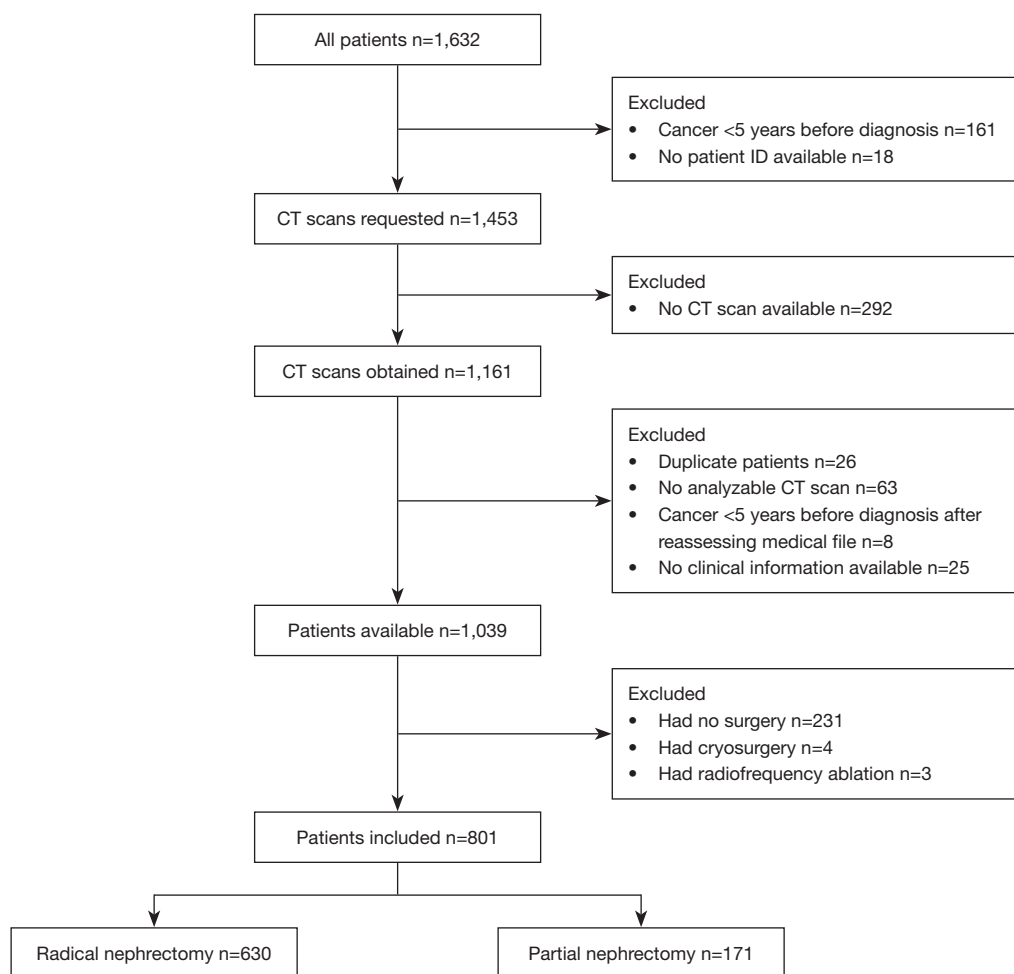 All patients n=1,632
Excluded
• Cancer <5 years before diagnosis n=161
• No patient ID available n=18
CT scans requested n=1,453
Excluded
• No CT scan available n=292
CT scans obtained n=1,161
Excluded
• Duplicate patients n=26
• No analyzable CT scan n=63
• Cancer <5 years before diagnosis after
reassessing medical file n=8
• No clinical information available n=25
Patients available n=1,039
Excluded
• Had no surgery n=231
• Had cryosurgery n=4
• Had radiofrequency ablation n=3
Patients included n=801
Radical nephrectomy n=630
Partial nephrectomy n=171